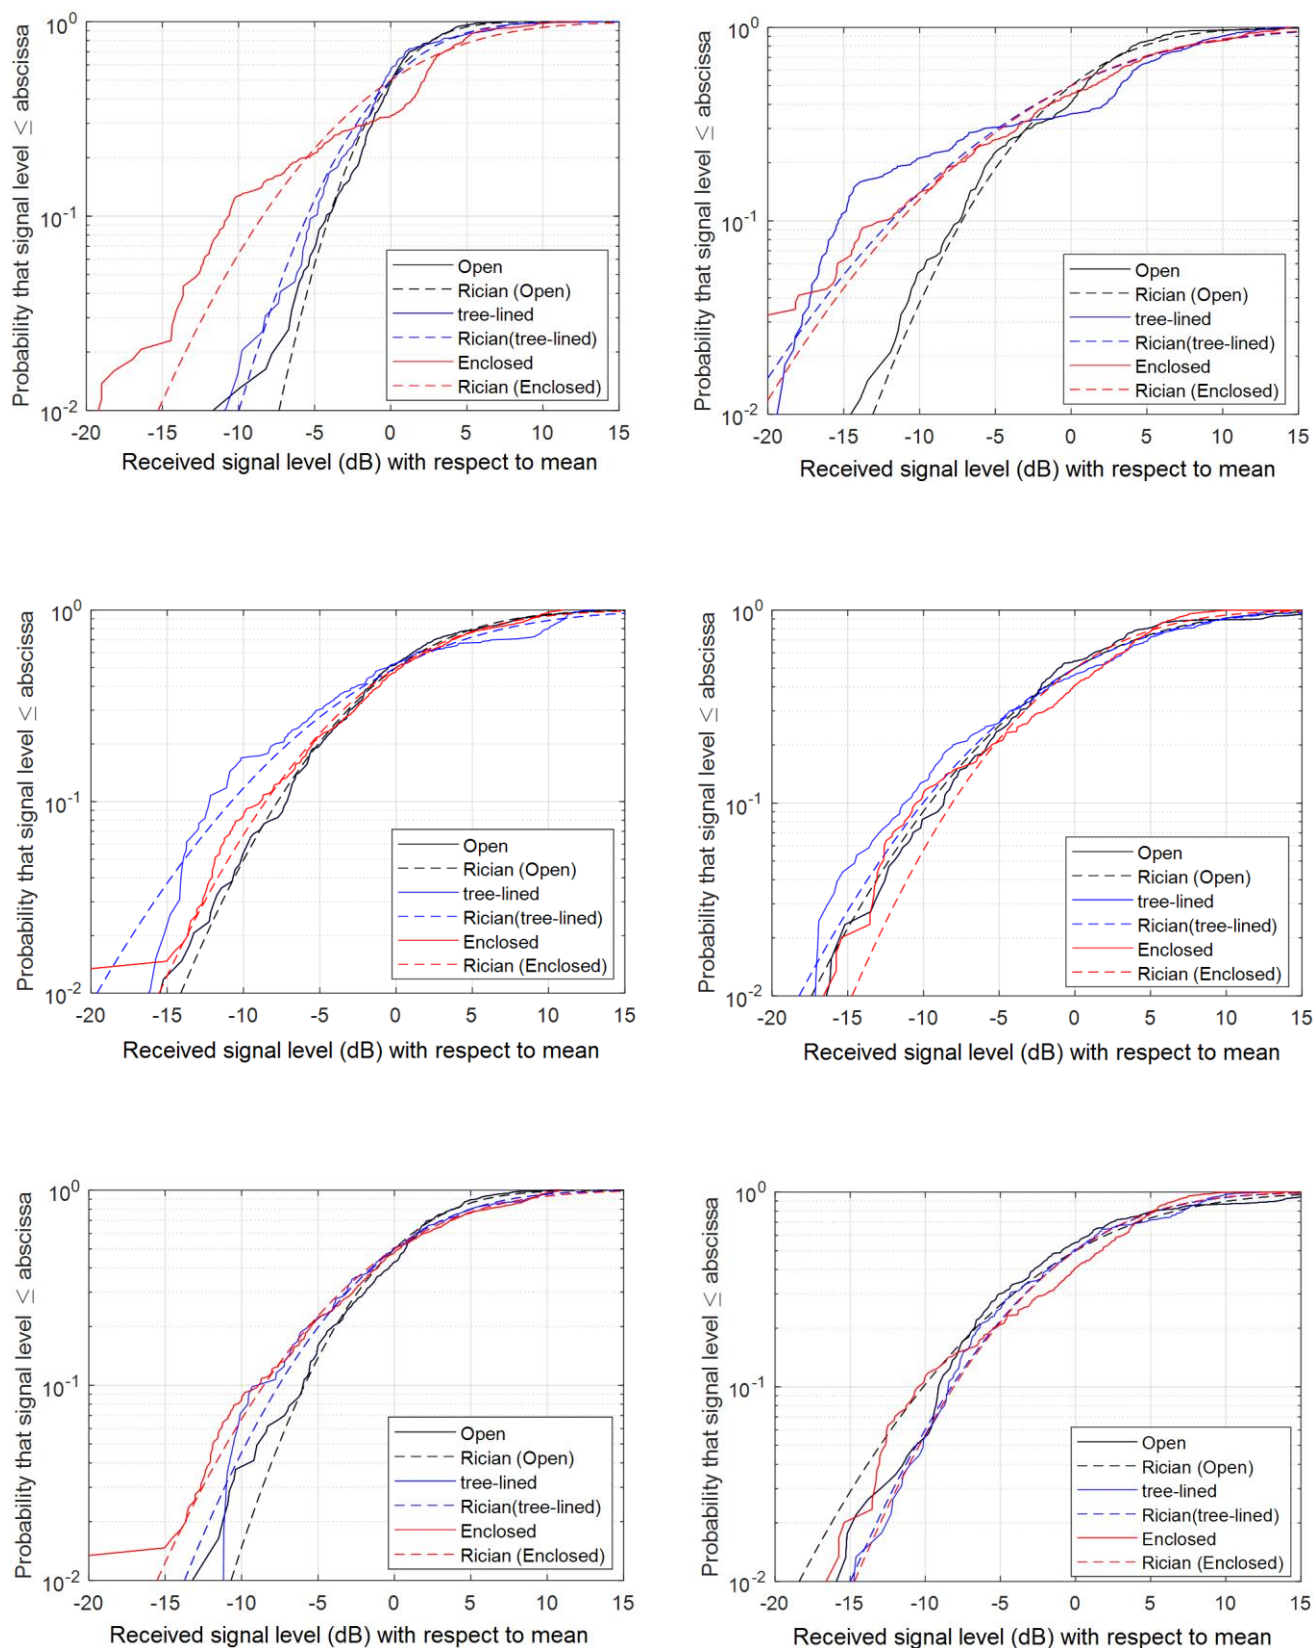 Probability that signal level ≤ abscissa
10^0
10^-1
10^-2
-20 -15 -10 -5 0 5 10 15
Received signal level (dB) with respect to mean
Open
Rician (Open)
tree-lined
Rician(tree-lined)
Enclosed
Rician (Enclosed)
Probability that signal level ≤ abscissa
10^0
10^-1
10^-2
-20 -15 -10 -5 0 5 10 15
Received signal level (dB) with respect to mean
Open
Rician (Open)
tree-lined
Rician(tree-lined)
Enclosed
Rician (Enclosed)
Probability that signal level ≤ abscissa
10^0
10^-1
10^-2
-20 -15 -10 -5 0 5 10 15
Received signal level (dB) with respect to mean
Open
Rician (Open)
tree-lined
Rician(tree-lined)
Enclosed
Rician (Enclosed)
Probability that signal level ≤ abscissa
10^0
10^-1
10^-2
-20 -15 -10 -5 0 5 10 15
Received signal level (dB) with respect to mean
Open
Rician (Open)
tree-lined
Rician(tree-lined)
Enclosed
Rician (Enclosed)
Probability that signal level ≤ abscissa
10^0
10^-1
10^-2
-20 -15 -10 -5 0 5 10 15
Received signal level (dB) with respect to mean
Open
Rician (Open)
tree-lined
Rician(tree-lined)
Enclosed
Rician (Enclosed)
Probability that signal level ≤ abscissa
10^0
10^-1
10^-2
-20 -15 -10 -5 0 5 10 15
Received signal level (dB) with respect to mean
Open
Rician (Open)
tree-lined
Rician(tree-lined)
Enclosed
Rician (Enclosed)